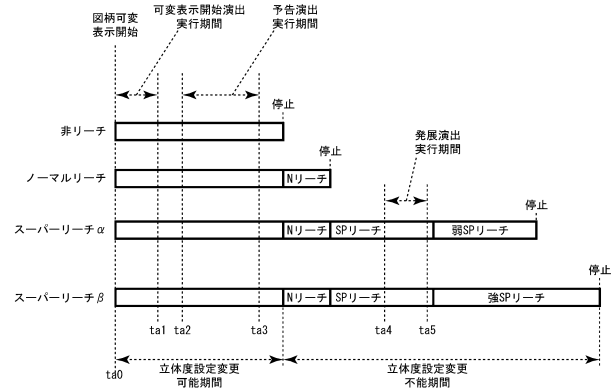 図柄可変
表示開始
可変表示開始演出
実行期間
予告演出
実行期間
停止
非リーチ
発展演出
実行期間
停止
ノーマルリーチ
Nリーチ
停止
スーパーリーチα
Nリーチ
SPリーチ
弱SPリーチ
停止
スーパーリーチβ
Nリーチ
SPリーチ
強SPリーチ
ta1
ta2
ta3
ta4
ta5
ta0
立体度設定変更
可能期間
立体度設定変更
不能期間